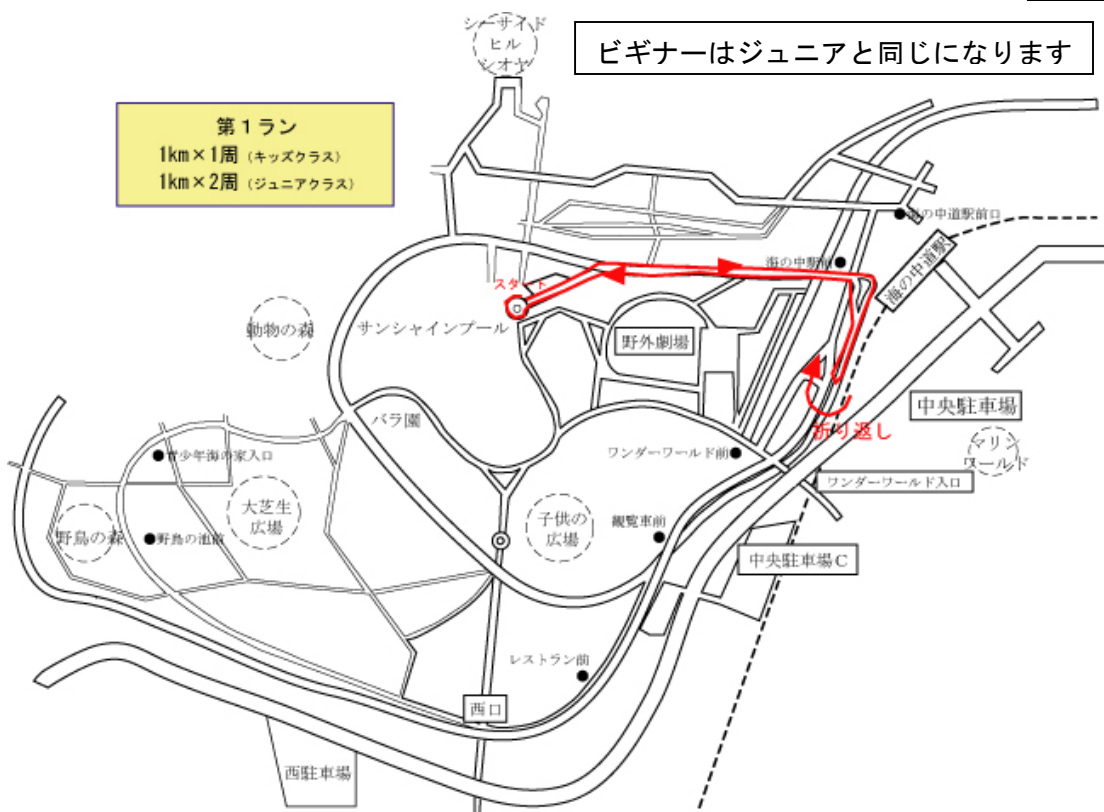 シーサイド
ヒル
シオヤ
ビギナーはジュニアと同じになります
第1ラン
1km×1周（キッズクラス）
1km×2周（ジュニアクラス）
海の中道駅前口
海の中駅前
海の中道駅
スタート
動物の森
サンシャインプール
野外劇場
中央駐車場
バラ園
折り返し
マリン
ワールド
青少年海の家入口
ワンダーワールド前
ワンダーワールド入口
大芝生
広場
子供の
広場
観覧車前
野鳥の森
野鳥の池前
中央駐車場C
レストラン前
西口
西駐車場